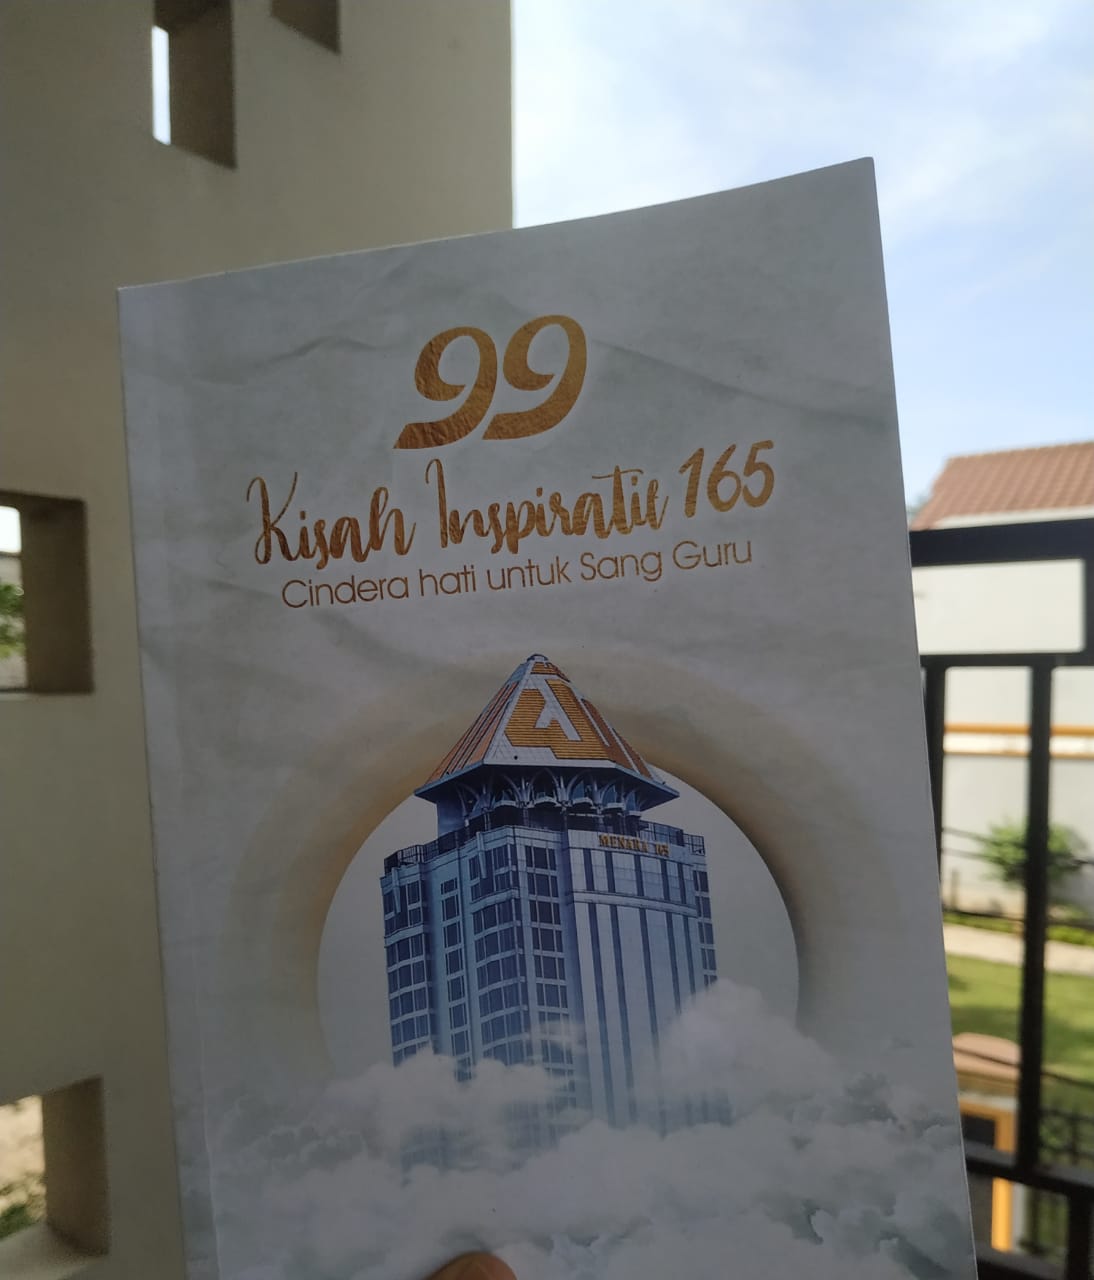 99
Kisah Inspiratif 165
Cindera hati untuk Sang Guru
MENARA 165